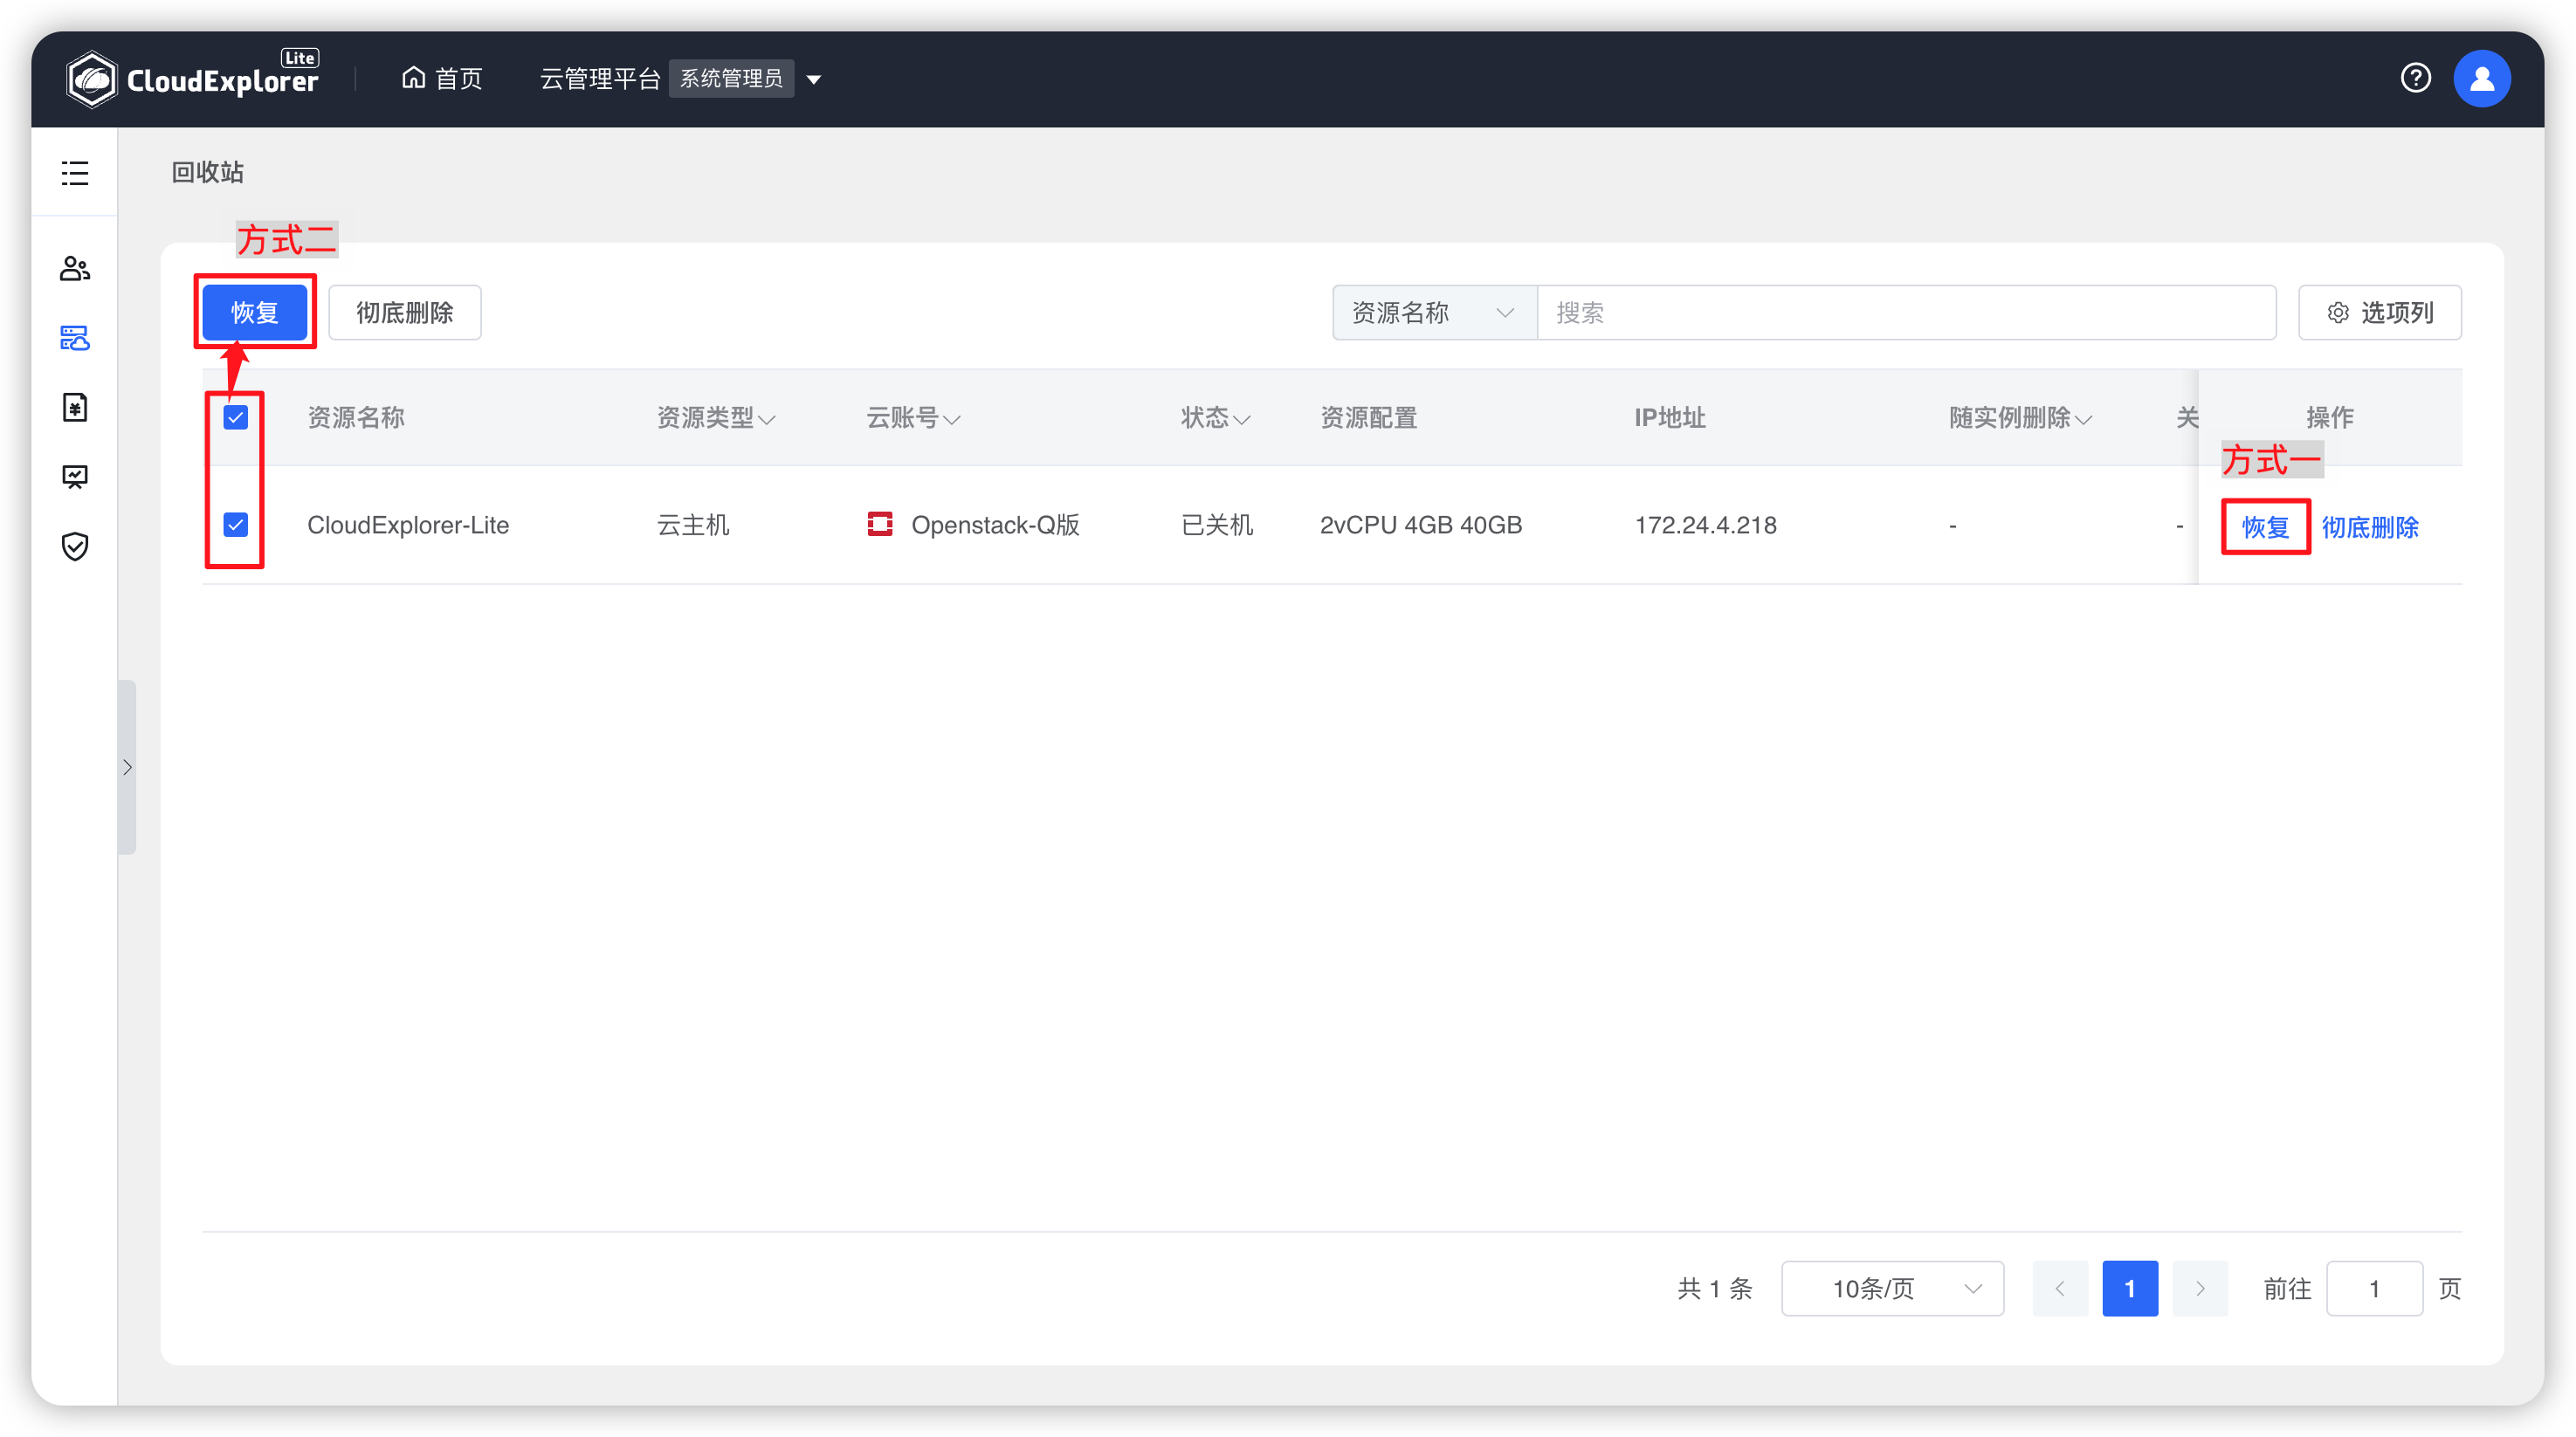 CloudExplorer Lite
首页
云管理平台 系统管理员
回收站
方式二
恢复 彻底删除 资源名称 搜索 选项列
资源名称 资源类型 云账号 状态 资源配置 IP地址 随实例删除 关 操作
方式一
CloudExplorer-Lite 云主机 Openstack-Q版 已关机 2vCPU 4GB 40GB 172.24.4.218 - - 恢复 彻底删除
共 1 条 10条/页 1 前往 1 页